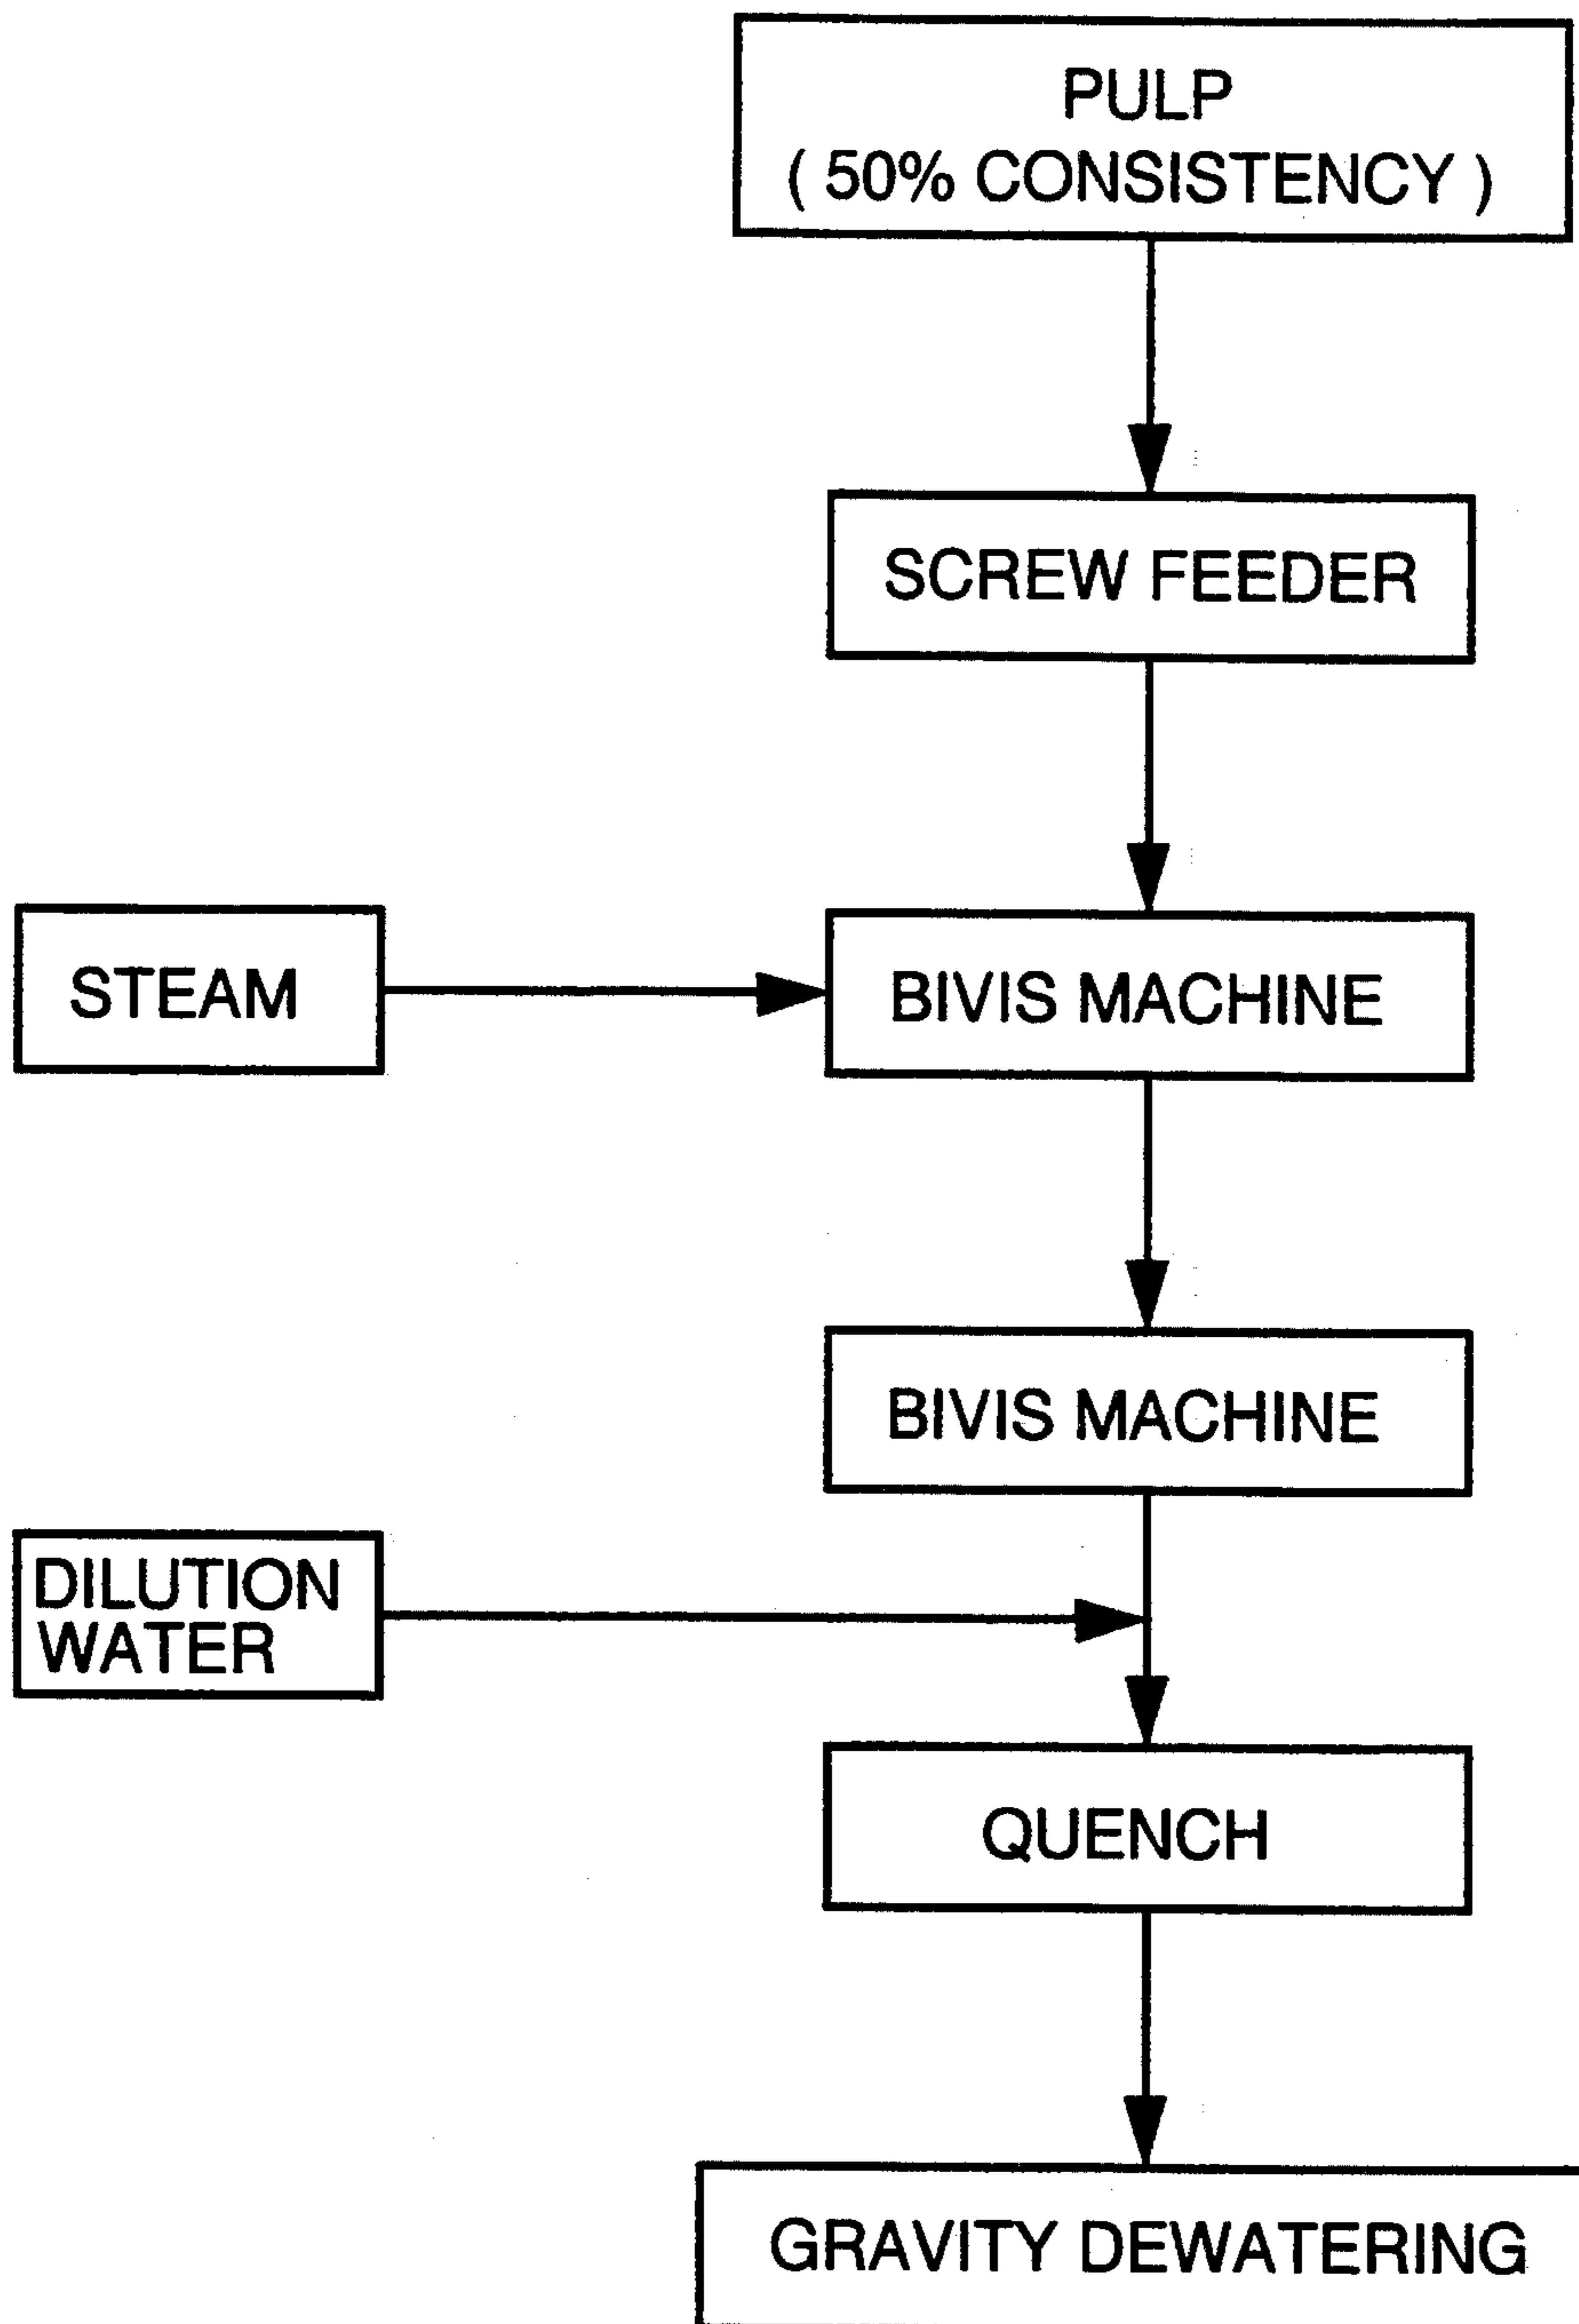 PULP
( 50% CONSISTENCY )
SCREW FEEDER
STEAM
BIVIS MACHINE
BIVIS MACHINE
DILUTION
WATER
QUENCH
GRAVITY DEWATERING